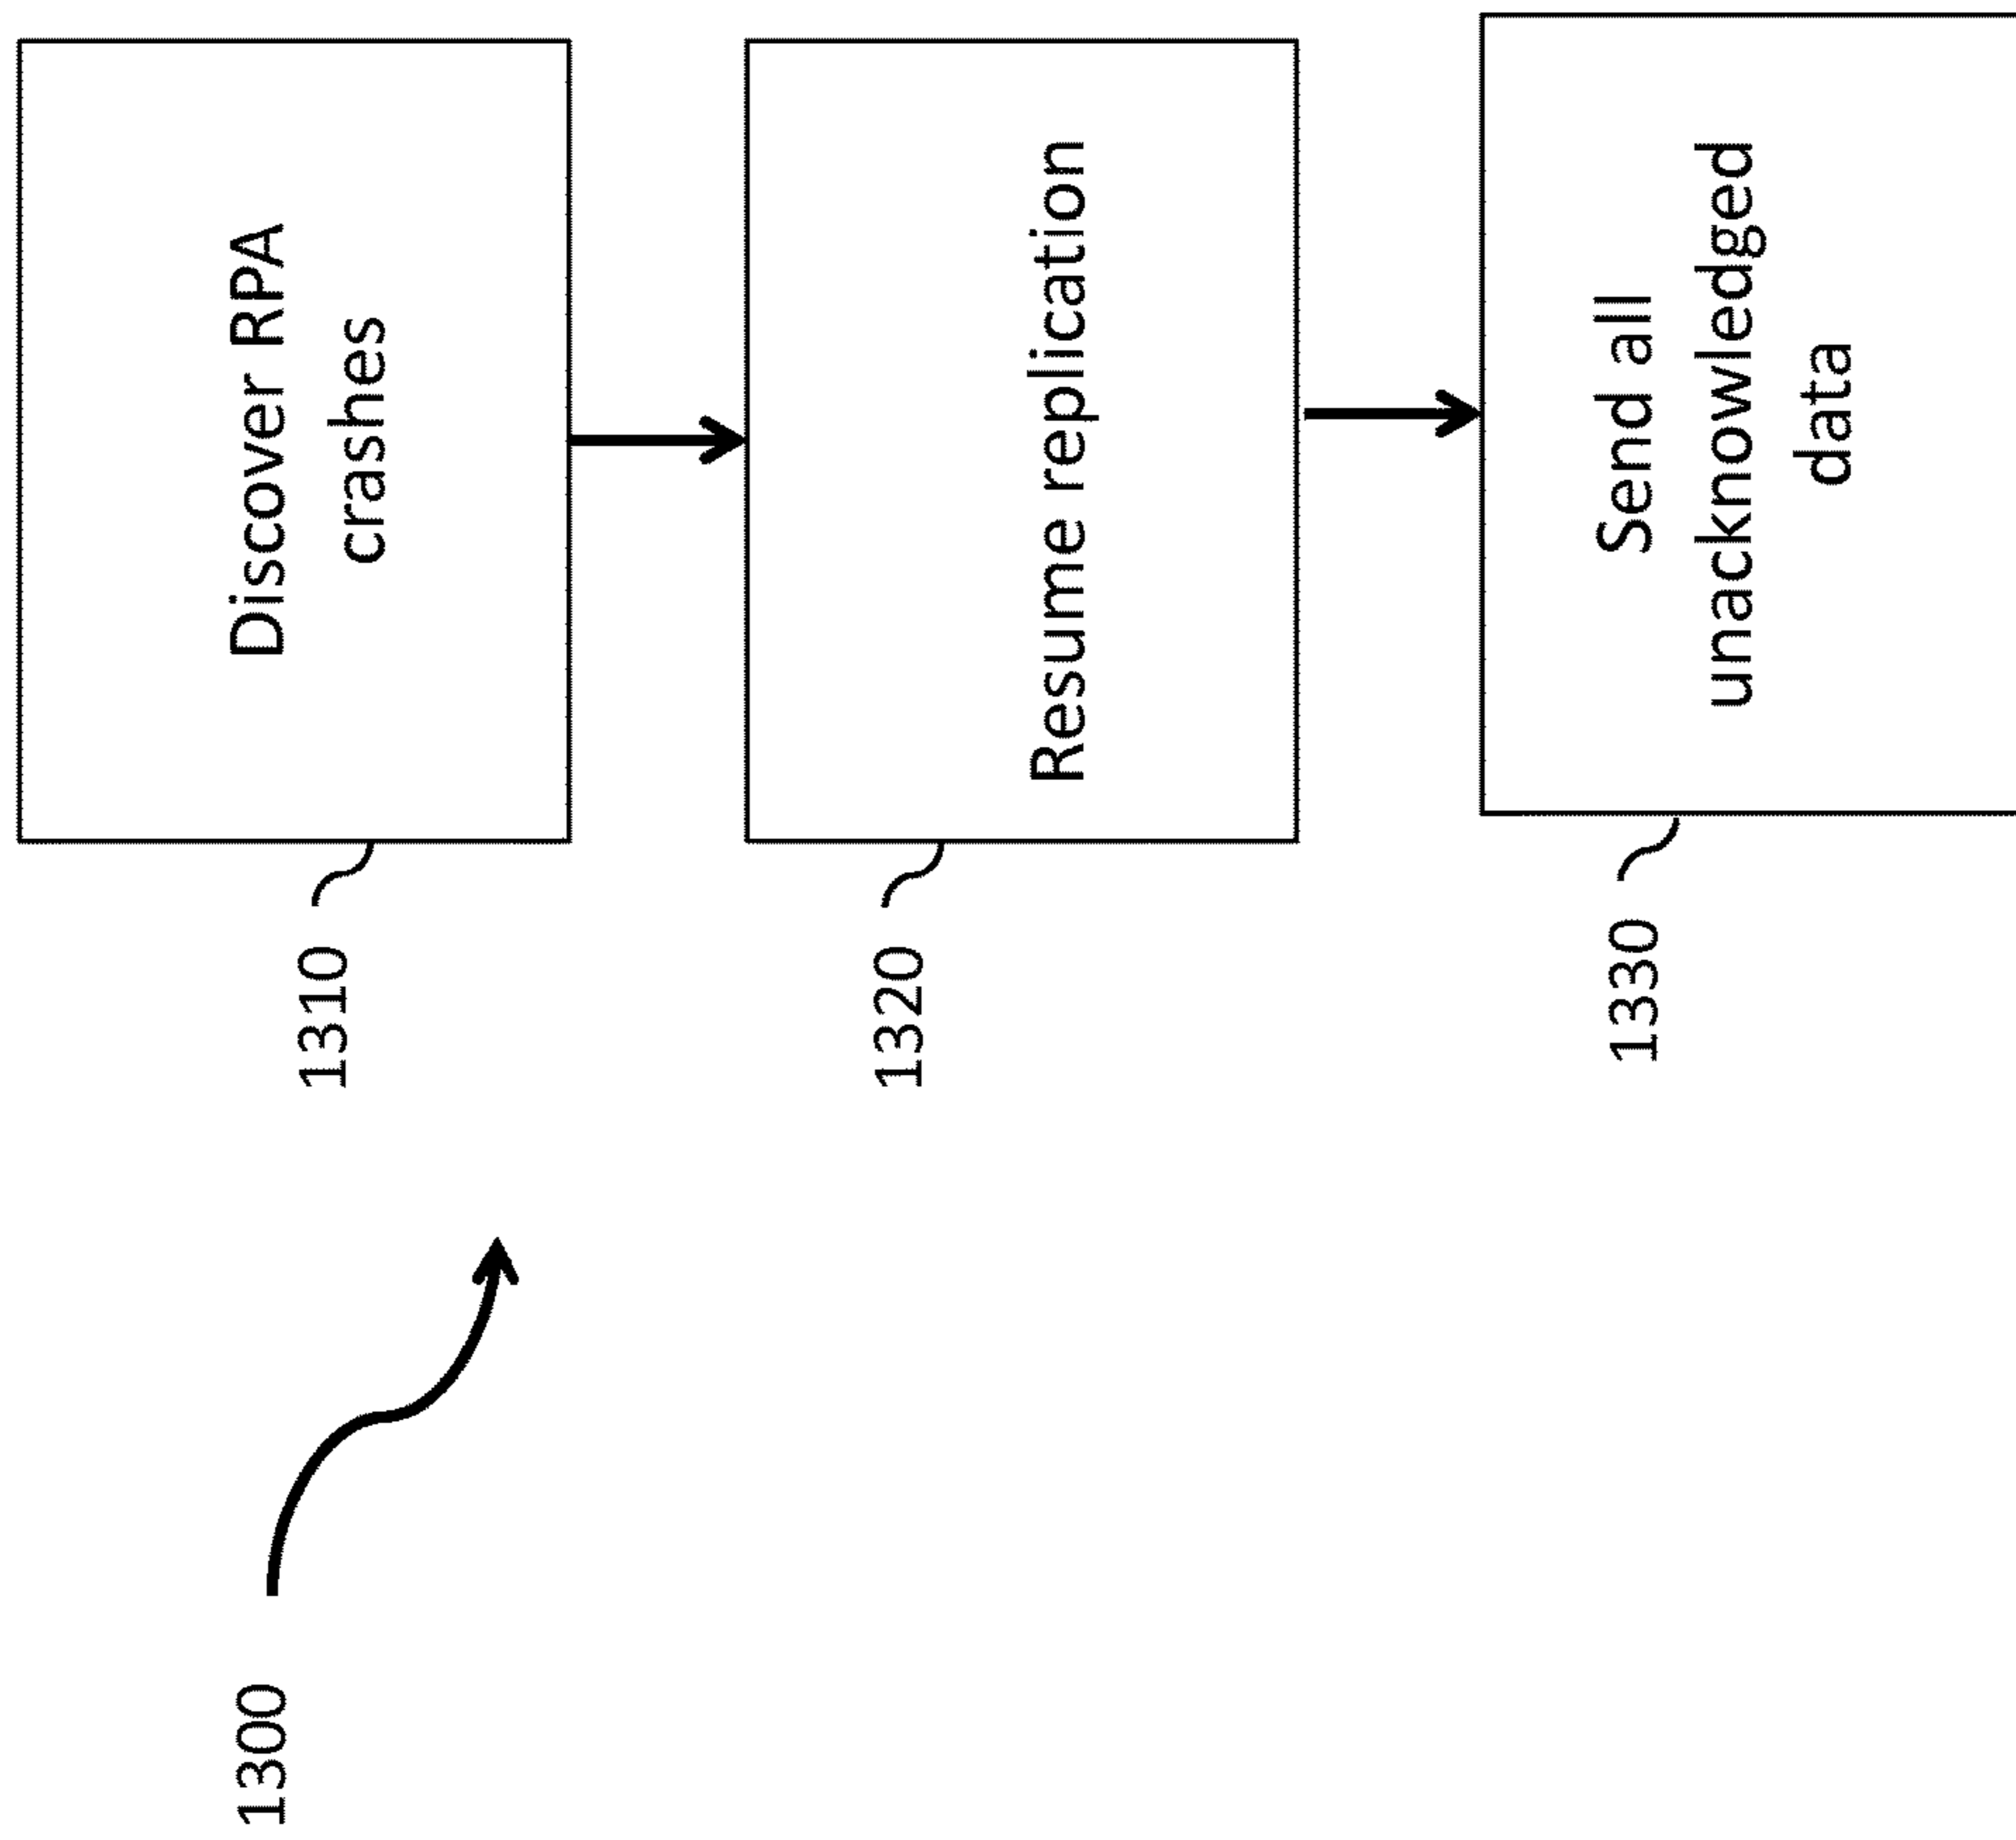 1300
1310
Discover RPA
crashes
1320
Resume replication
1330
Send all
unacknowledged
data